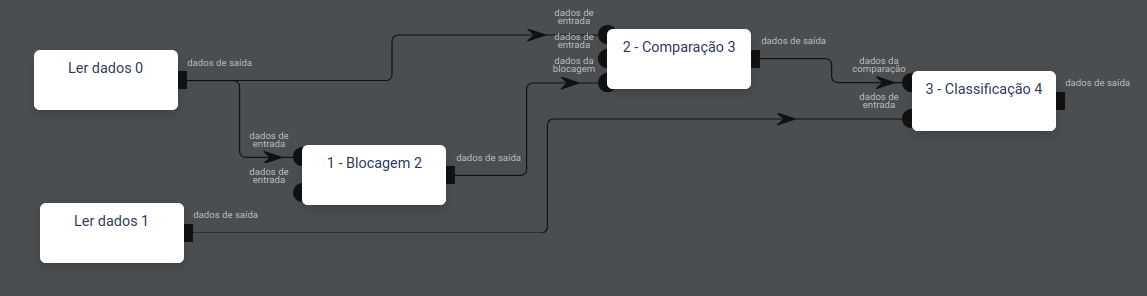 Ler dados 0
dados de saída
dados de
entrada
dados de
entrada
dados da
blocagem
2 - Comparação 3
dados de saída
dados da
comparação
dados de
entrada
3 - Classificação 4
dados de saída
dados de
entrada
dados de
entrada
1 - Blocagem 2
dados de saída
Ler dados 1
dados de saída